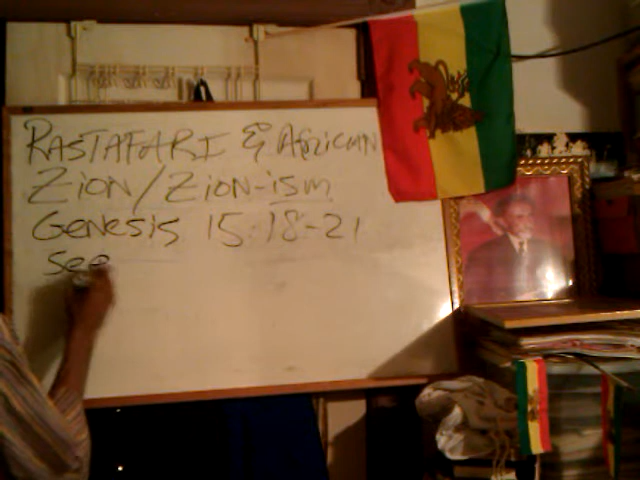 RASTAFARI & AFRICAN
ZION/ZION-ISM
GENESIS 15:18-21
See